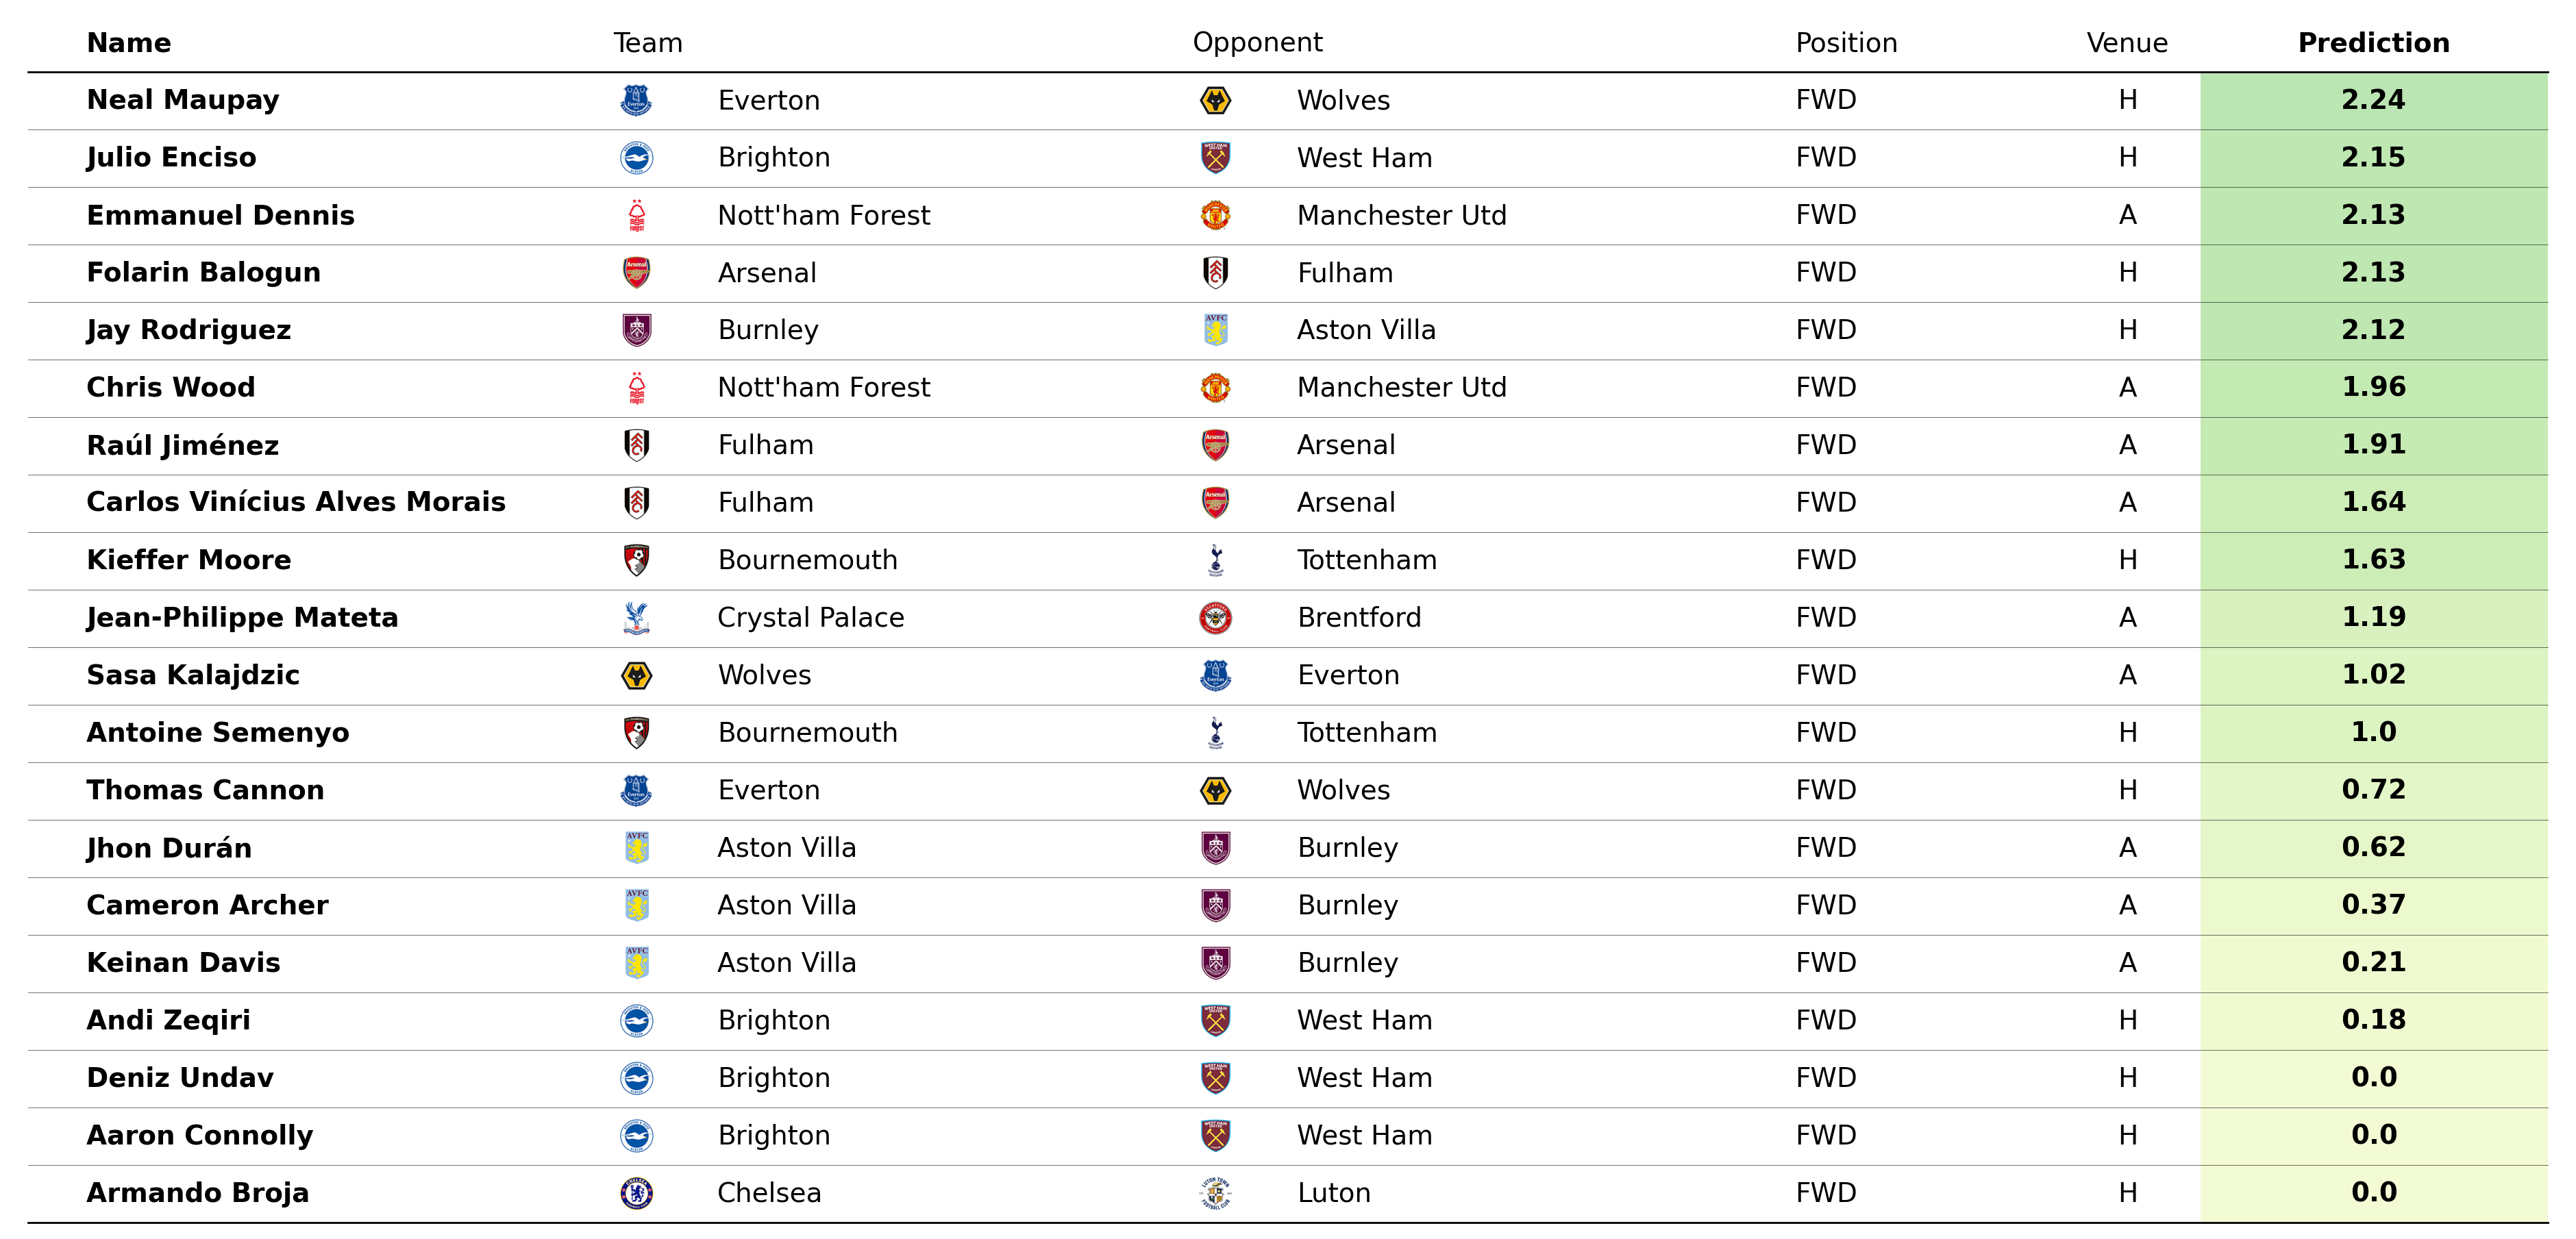 Name Team Opponent Position Venue Prediction
Neal Maupay Everton Wolves FWD H 2.24
Julio Enciso Brighton West Ham FWD H 2.15
Emmanuel Dennis Nott'ham Forest Manchester Utd FWD A 2.13
Folarin Balogun Arsenal Fulham FWD H 2.13
Jay Rodriguez Burnley Aston Villa FWD H 2.12
Chris Wood Nott'ham Forest Manchester Utd FWD A 1.96
Raúl Jiménez Fulham Arsenal FWD A 1.91
Carlos Vinícius Alves Morais Fulham Arsenal FWD A 1.64
Kieffer Moore Bournemouth Tottenham FWD H 1.63
Jean-Philippe Mateta Crystal Palace Brentford FWD A 1.19
Sasa Kalajdzic Wolves Everton FWD A 1.02
Antoine Semenyo Bournemouth Tottenham FWD H 1.0
Thomas Cannon Everton Wolves FWD H 0.72
Jhon Durán Aston Villa Burnley FWD A 0.62
Cameron Archer Aston Villa Burnley FWD A 0.37
Keinan Davis Aston Villa Burnley FWD A 0.21
Andi Zeqiri Brighton West Ham FWD H 0.18
Deniz Undav Brighton West Ham FWD H 0.0
Aaron Connolly Brighton West Ham FWD H 0.0
Armando Broja Chelsea Luton FWD H 0.0